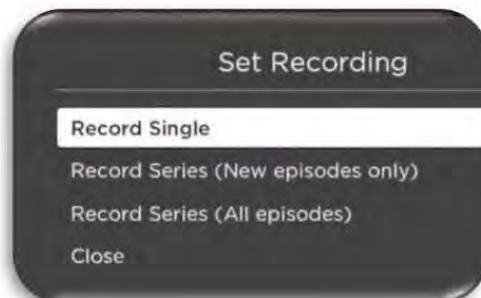 Set Recording
Record Single
Record Series (New episodes only)
Record Series (All episodes)
Close